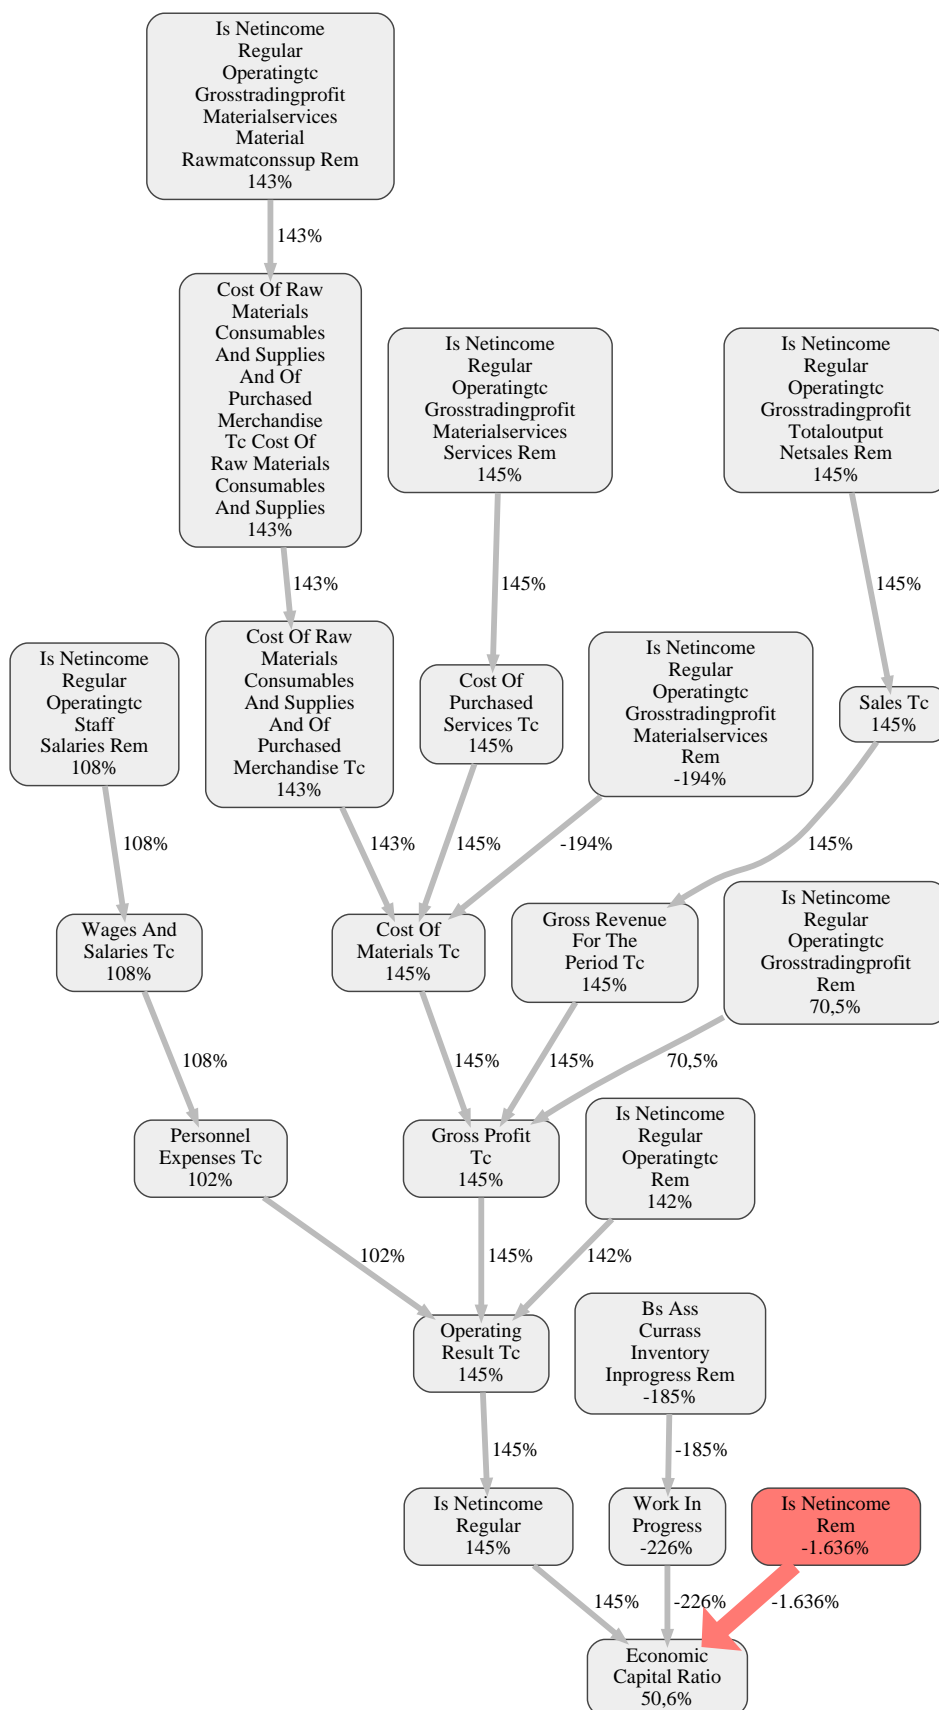 Is Netincome
Regular
Operatingtc
Grosstradingprofit
Materialservices
Material
Rawmatconssup Rem
143%
143%
Cost Of Raw
Materials
Consumables
And Supplies
And Of
Purchased
Merchandise
Tc Cost Of
Raw Materials
Consumables
And Supplies
143%
Is Netincome
Regular
Operatingtc
Grosstradingprofit
Materialservices
Services Rem
145%
Is Netincome
Regular
Operatingtc
Grosstradingprofit
Totaloutput
Netsales Rem
145%
143%
145%
145%
Is Netincome
Regular
Operatingtc
Staff
Salaries Rem
108%
Cost Of Raw
Materials
Consumables
And Supplies
And Of
Purchased
Merchandise Tc
143%
Cost Of
Purchased
Services Tc
145%
Is Netincome
Regular
Operatingtc
Grosstradingprofit
Materialservices
Rem
-194%
Sales Tc
145%
108%
143%
145%
-194%
145%
Wages And
Salaries Tc
108%
Cost Of
Materials Tc
145%
Gross Revenue
For The
Period Tc
145%
Is Netincome
Regular
Operatingtc
Grosstradingprofit
Rem
70,5%
108%
145%
145%
70,5%
Personnel
Expenses Tc
102%
Gross Profit
Tc
145%
Is Netincome
Regular
Operatingtc
Rem
142%
102%
145%
142%
Operating
Result Tc
145%
Bs Ass
Currass
Inventory
Inprogress Rem
-185%
145%
-185%
Is Netincome
Regular
145%
Work In
Progress
-226%
Is Netincome
Rem
-1.636%
145%
-226%
-1.636%
Economic
Capital Ratio
50,6%